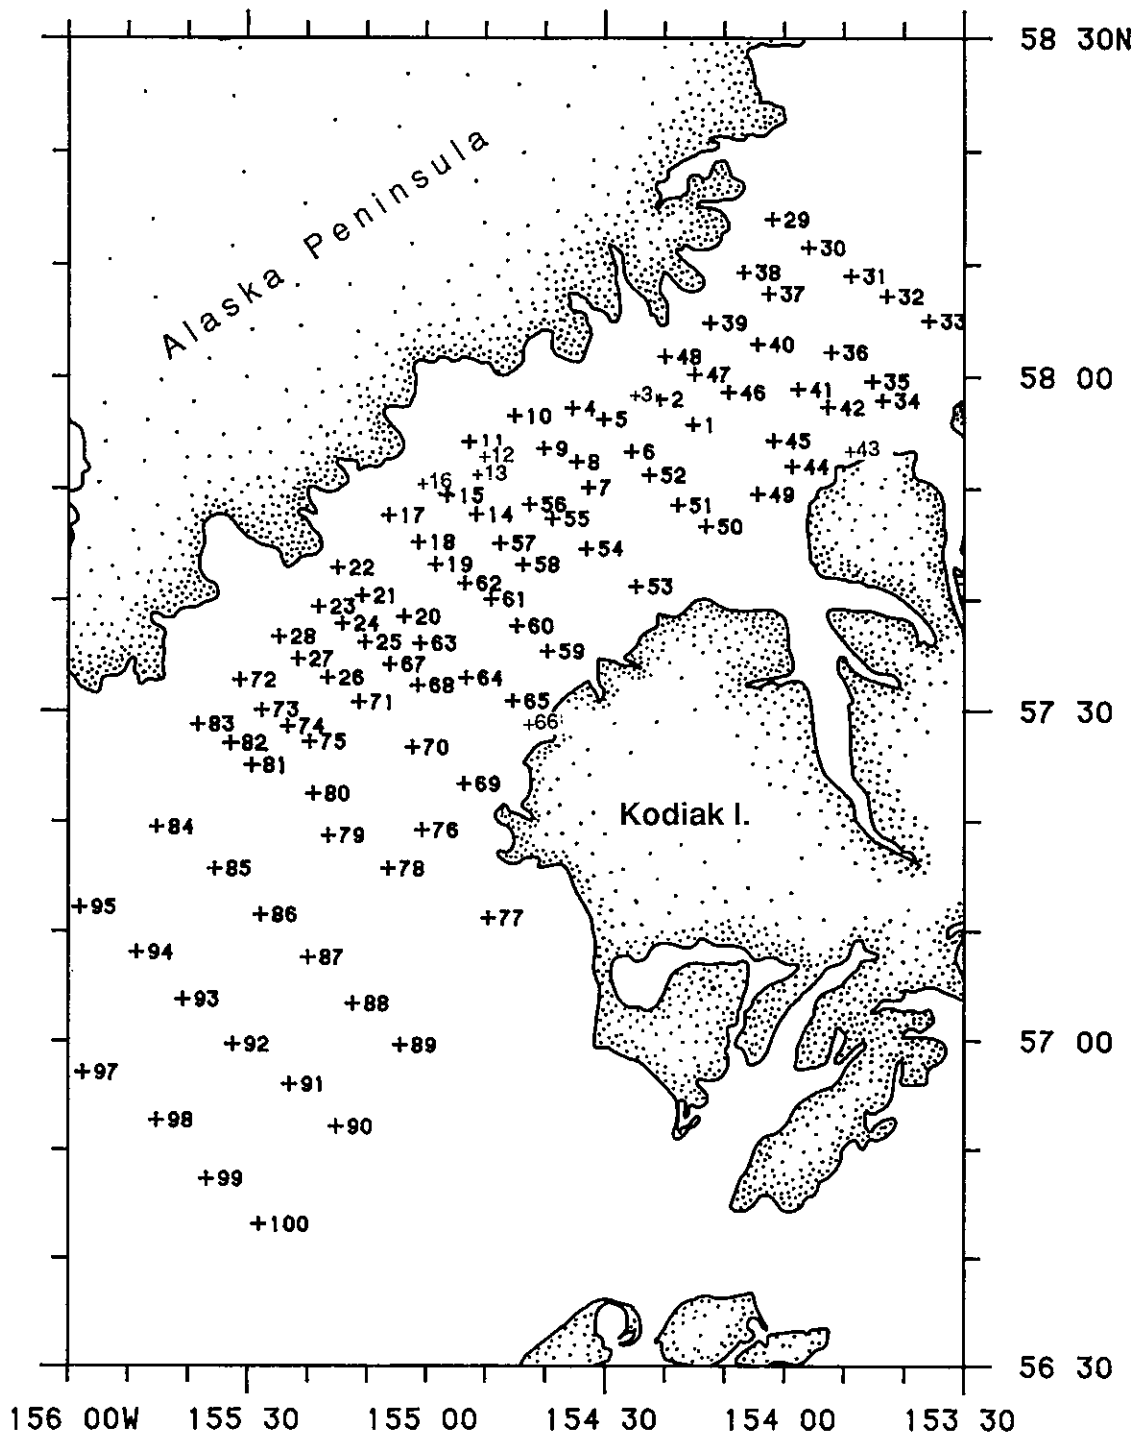 58 30N
Alaska Peninsula
+29
+30
+38 +31
+37 +32
+39 +33
+40 +36
+48
+47 +35
+46 +41 58 00
+3 +2 +34
+4 +42
+10 +5 +1
+11 +45
+9 +6 +43
+12 +8 +44
+13 +52
+16 +7
+15 +49
+56 +51
+17 +14 +55
+50
+18 +57 +54
+22 +19 +58
+62 +53
+21 +61
+23 +20
+24 +60
+28 +25 +63
+27 +67 +59
+72 +26 +68 +64
+71 +65
+73 57 30
+83 +74 +66
+82 +75 +70
+81
+80 +69
+84 +79 +76 Kodiak I.
+85 +78
+95 +86 +77
+94 +87
+93 +88
+92 +89 57 00
+97 +91
+98 +90
+99
+100
56 30
156 00W 155 30 155 00 154 30 154 00 153 30